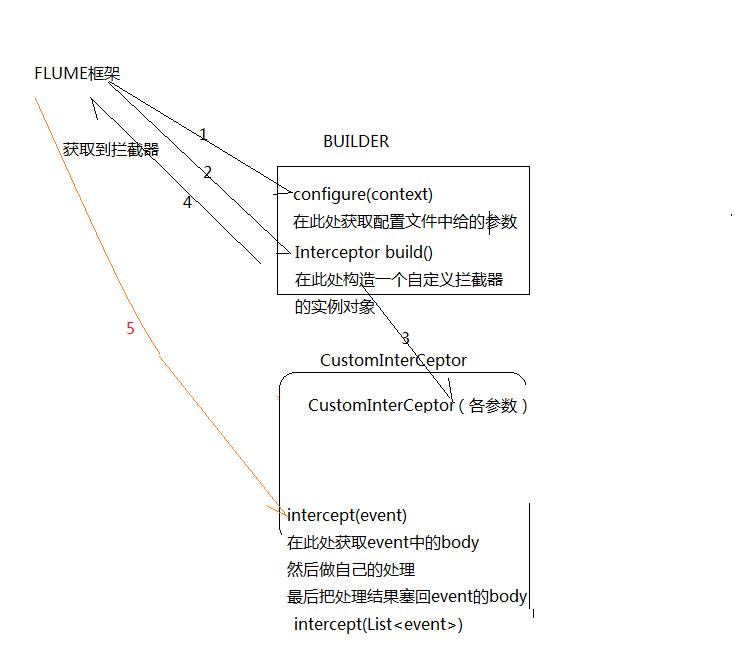 FLUME框架
1
BUILDER
获取到拦截器
2
configure(context)
4
在此处获取配置文件中给的参数
Interceptor build()
在此处构造一个自定义拦截器
的实例对象
5
3
CustomInterCeptor
CustomInterCeptor（各参数）
intercept(event)
在此处获取event中的body
然后做自己的处理
最后把处理结果塞回event的body
intercept(List<event>)